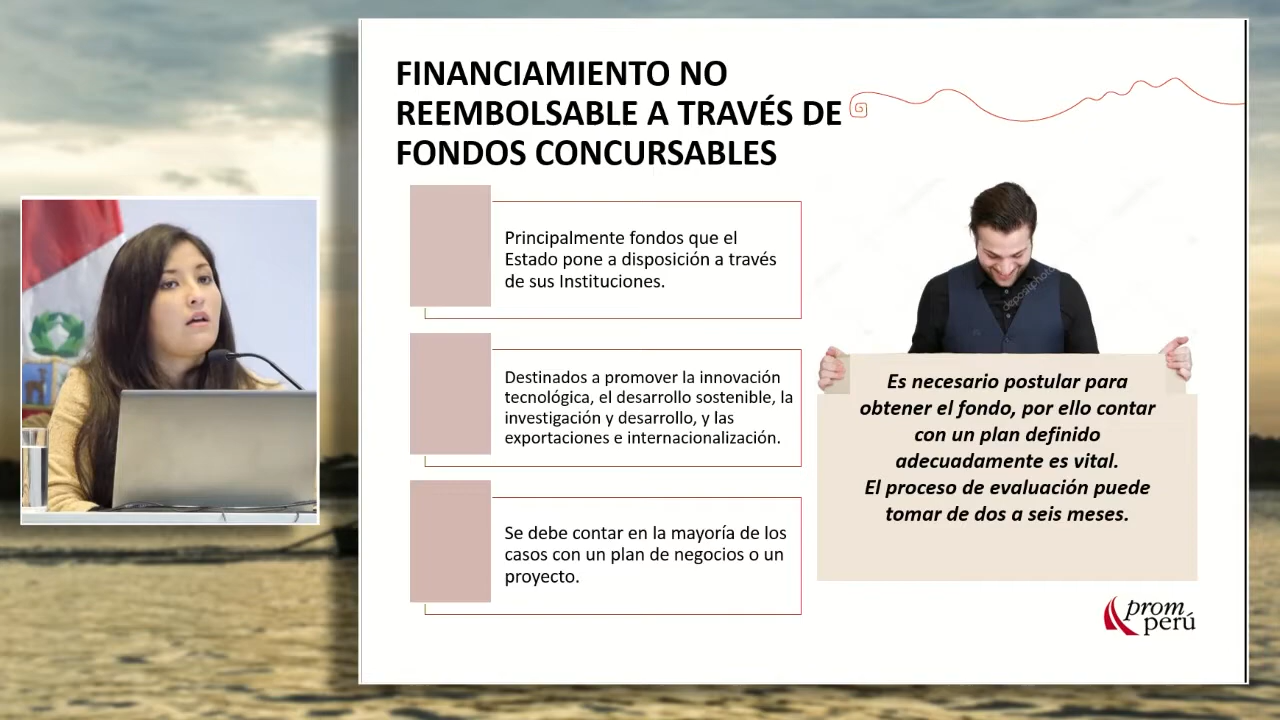 FINANCIAMIENTO NO
REEMBOLSABLE A TRAVÉS DE
FONDOS CONCURSABLES
Principalmente fondos que el
Estado pone a disposición a través
de sus Instituciones.
Destinados a promover la innovación
tecnológica, el desarrollo sostenible, la
investigación y desarrollo, y las
exportaciones e internacionalización.
Se debe contar en la mayoría de los
casos con un plan de negocios o un
proyecto.
depositphotos
Es necesario postular para
obtener el fondo, por ello contar
con un plan definido
adecuadamente es vital.
El proceso de evaluación puede
tomar de dos a seis meses.
prom
perú